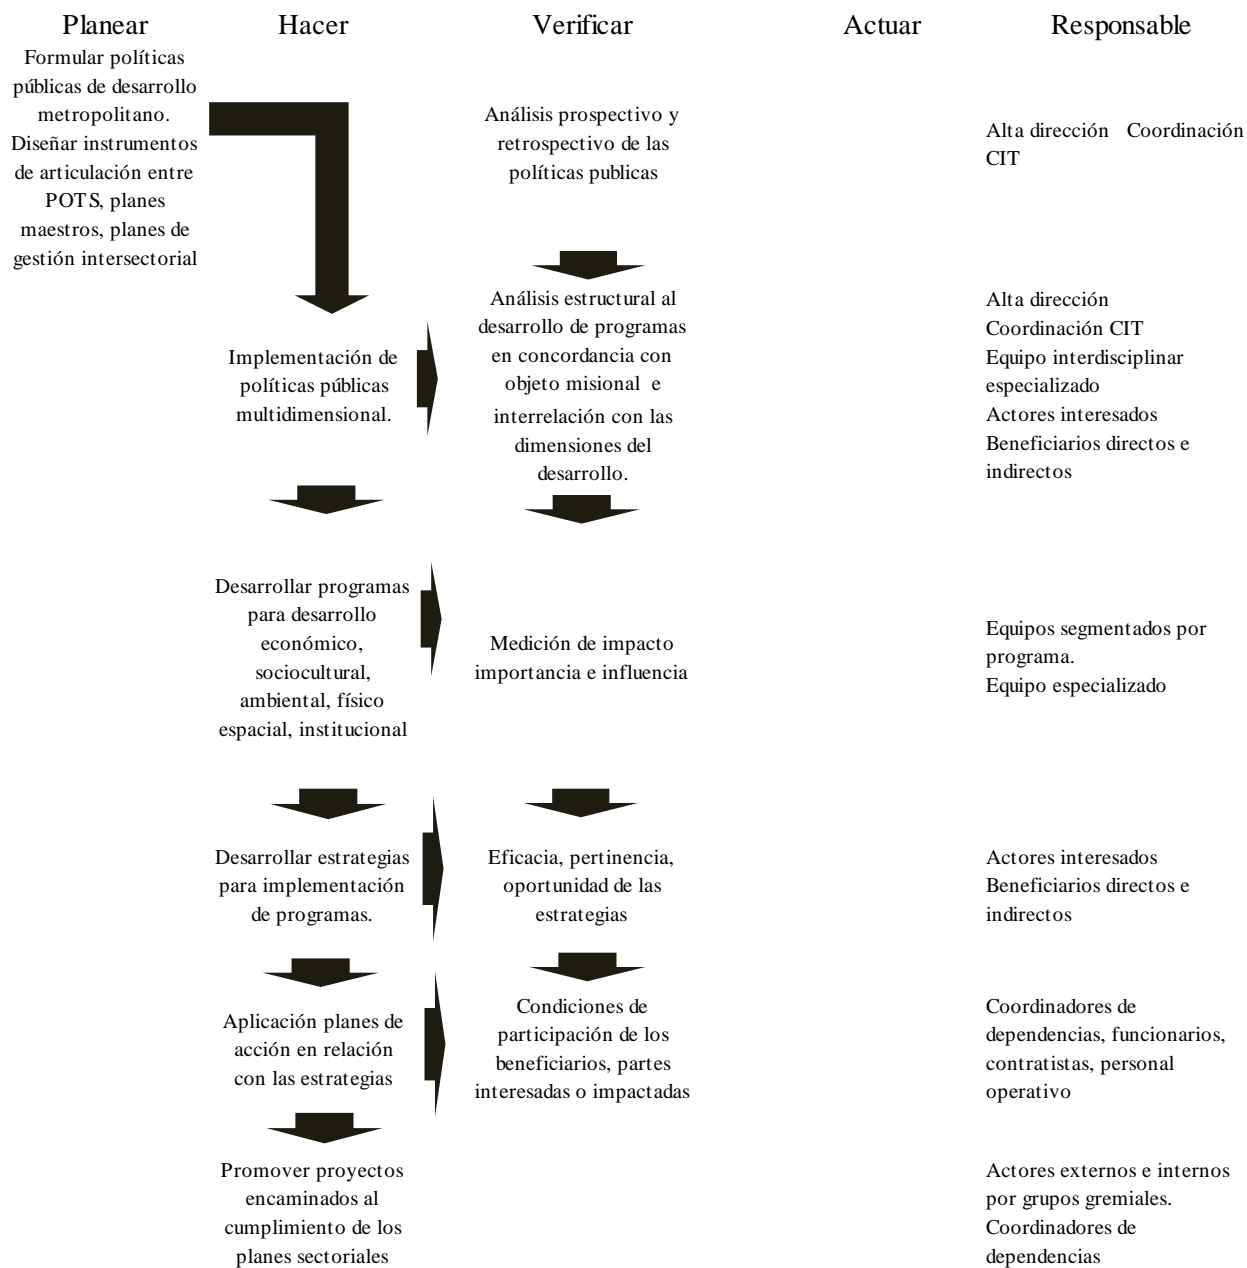 Planear
Hacer
Verificar
Actuar
Responsable
Formular políticas
públicas de desarrollo
metropolitano.
Diseñar instrumentos
de articulación entre
POTS, planes
maestros, planes de
gestión intersectorial
Análisis prospectivo y
retrospectivo de las
políticas publicas
Alta dirección Coordinación
CIT
Implementación de
políticas públicas
multidimensional.
Análisis estructural al
desarrollo de programas
en concordancia con
objeto misional e
interrelación con las
dimensiones del
desarrollo.
Alta dirección
Coordinación CIT
Equipo interdisciplinar
especializado
Actores interesados
Beneficiarios directos e
indirectos
Desarrollar programas
para desarrollo
económico,
sociocultural,
ambiental, físico
espacial, institucional
Medición de impacto
importancia e influencia
Equipos segmentados por
programa.
Equipo especializado
Desarrollar estrategias
para implementación
de programas.
Eficacia, pertinencia,
oportunidad de las
estrategias
Actores interesados
Beneficiarios directos e
indirectos
Aplicación planes de
acción en relación
con las estrategias
Condiciones de
participación de los
beneficiarios, partes
interesadas o impactadas
Coordinadores de
dependencias, funcionarios,
contratistas, personal
operativo
Promover proyectos
encaminados al
cumplimiento de los
planes sectoriales
Actores externos e internos
por grupos gremiales.
Coordinadores de
dependencias